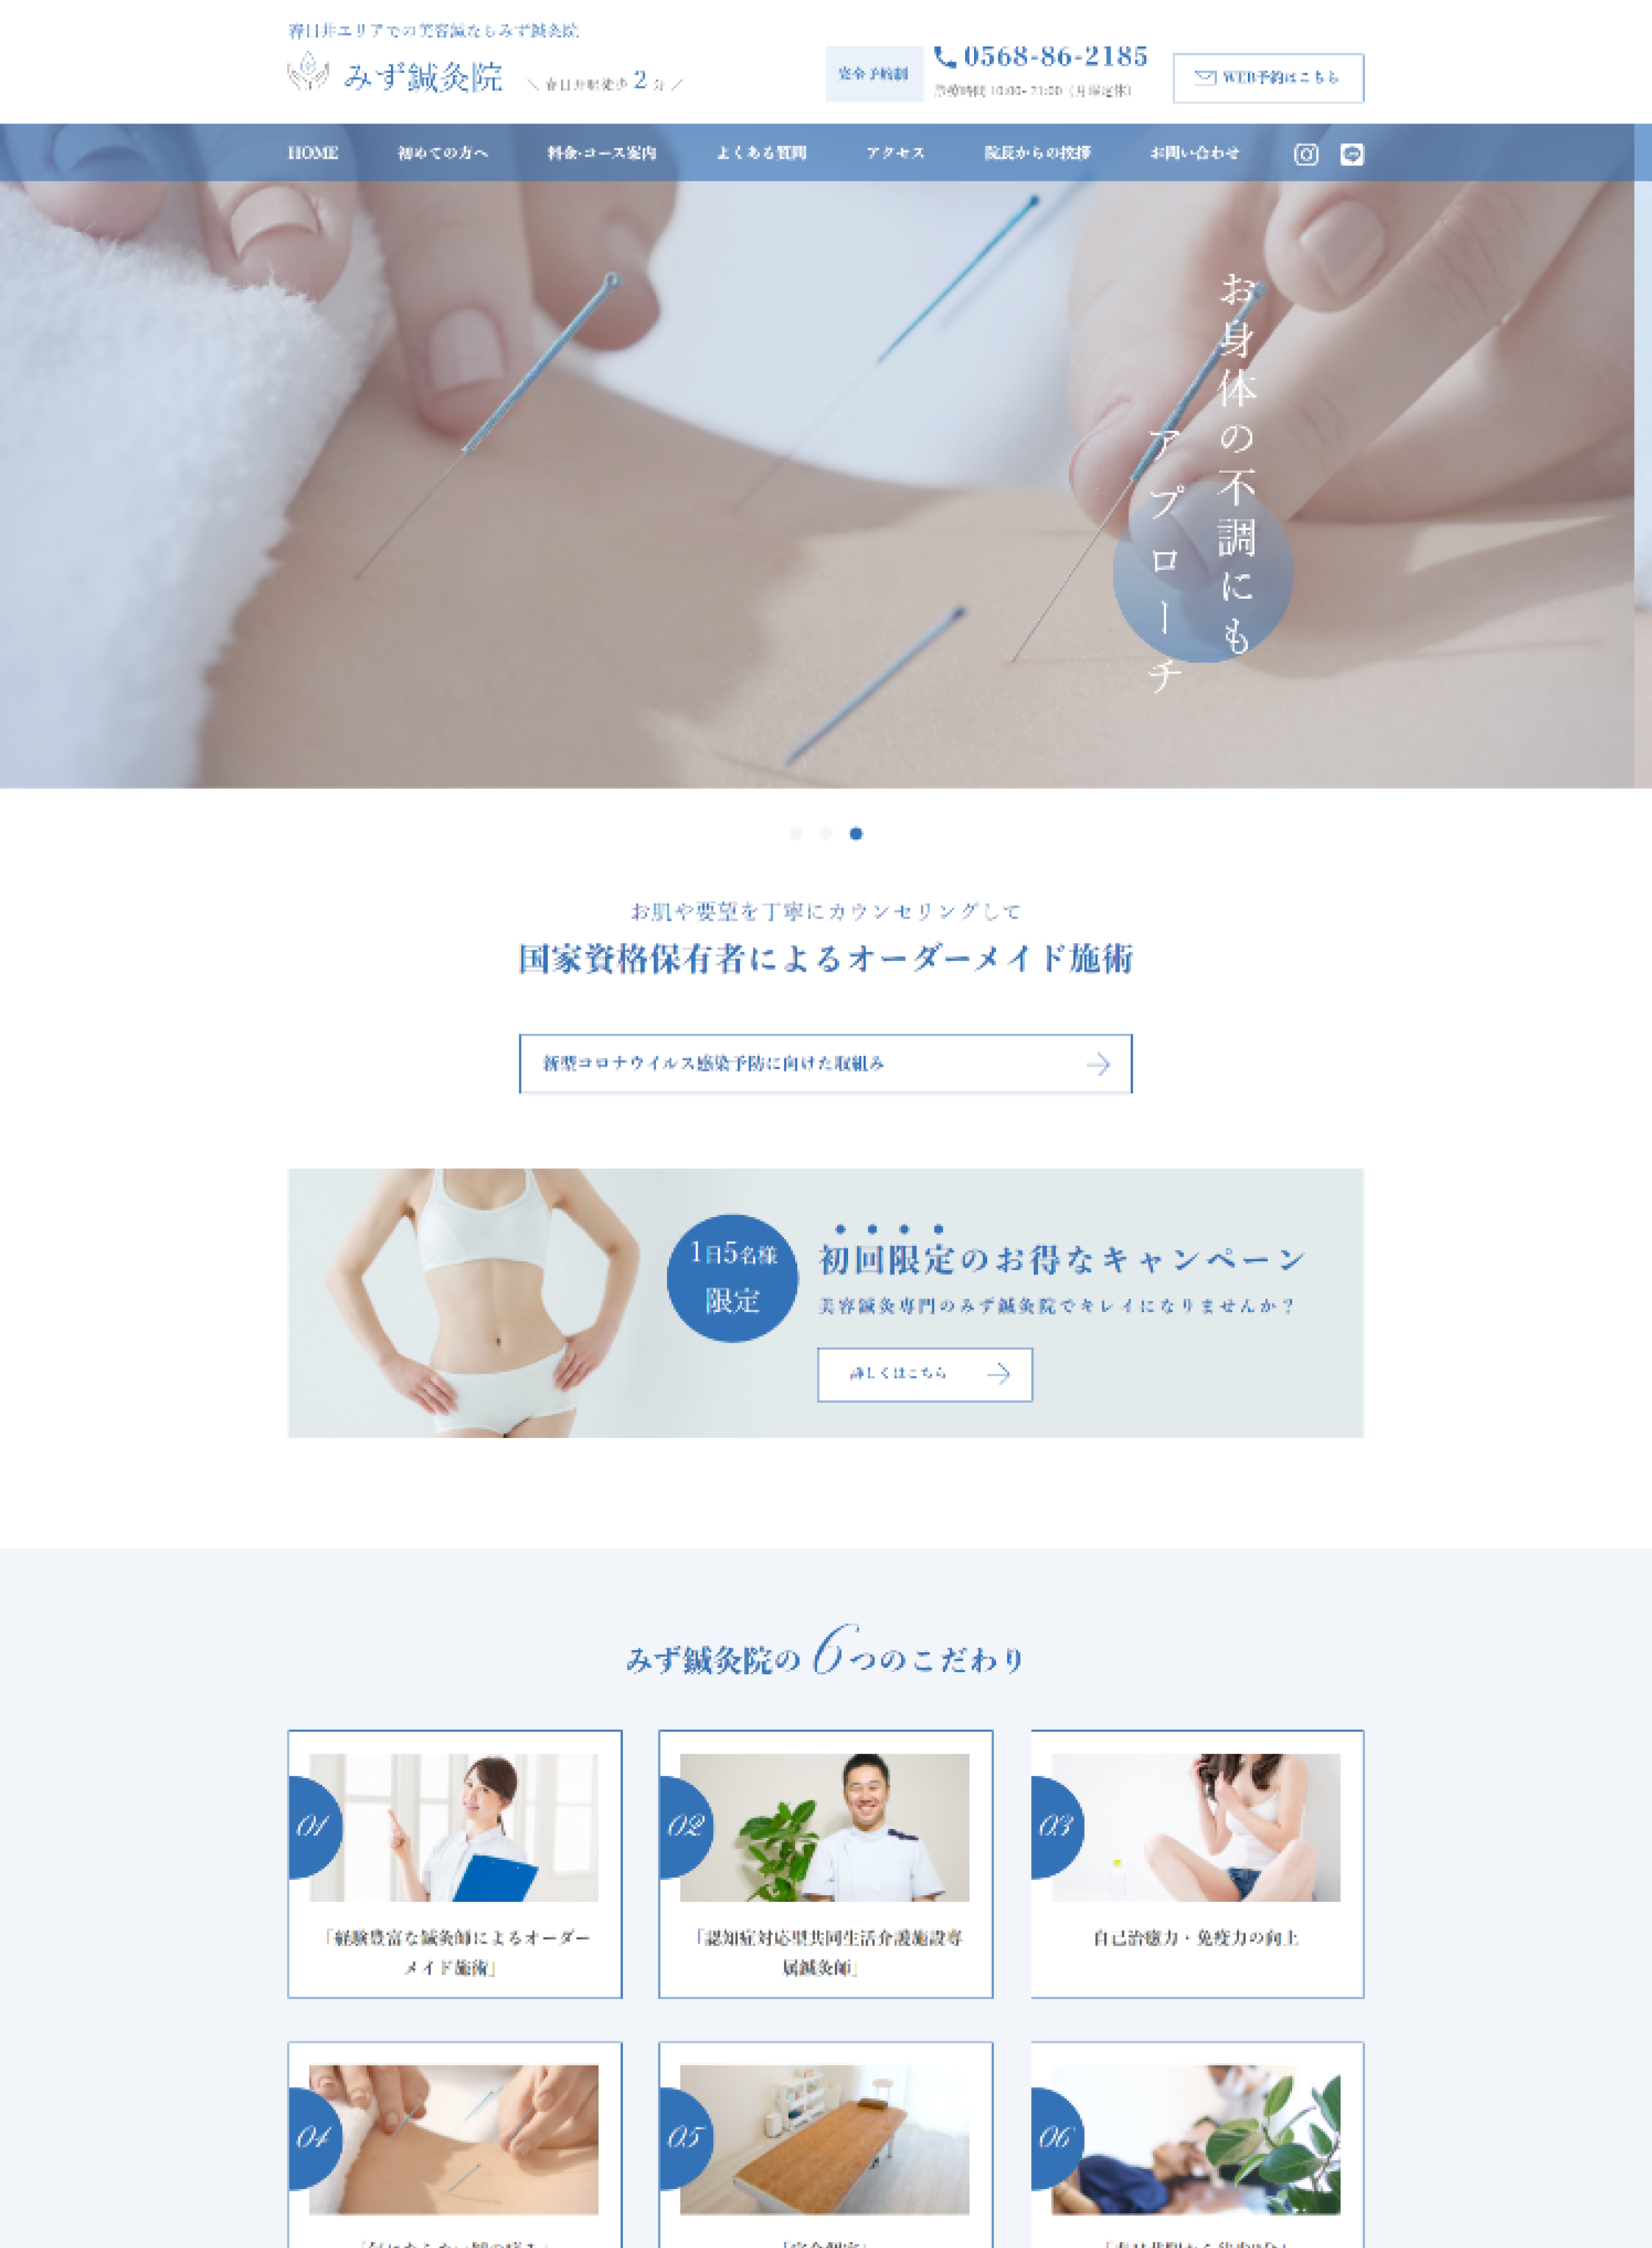 春日井エリアでの美容鍼ならみず鍼灸院
みず鍼灸院
＼ 春日井駅徒歩 2 分 ／
完全予約制
0568-86-2185
診療時間 10:00- 21:00（月曜定休）
WEB予約はこちら
HOME
初めての方へ
料金・コース案内
よくある質問
アクセス
院長からの挨拶
お問い合わせ
お身体の不調にも
アプローチ
お肌や要望を丁寧にカウンセリングして
国家資格保有者によるオーダーメイド施術
新型コロナウイルス感染予防に向けた取組み
1日5名様
限定
初回限定のお得なキャンペーン
美容鍼灸専門のみず鍼灸院でキレイになりませんか？
詳しくはこちら
みず鍼灸院の6つのこだわり
01
「経験豊富な鍼灸師によるオーダー
メイド施術」
02
「認知症対応型共同生活介護施設専
属鍼灸師」
03
自己治癒力・免疫力の向上
04
05
「完全個室」
06